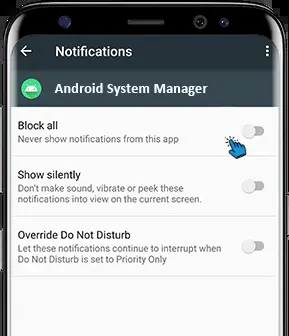 Notifications
Android System Manager
Block all
Never show notifications from this app
Show silently
Don't make sound, vibrate or peek these
notifications into view on the current screen.
Override Do Not Disturb
Let these notifications continue to interrupt when
Do Not Disturb is set to Priority Only